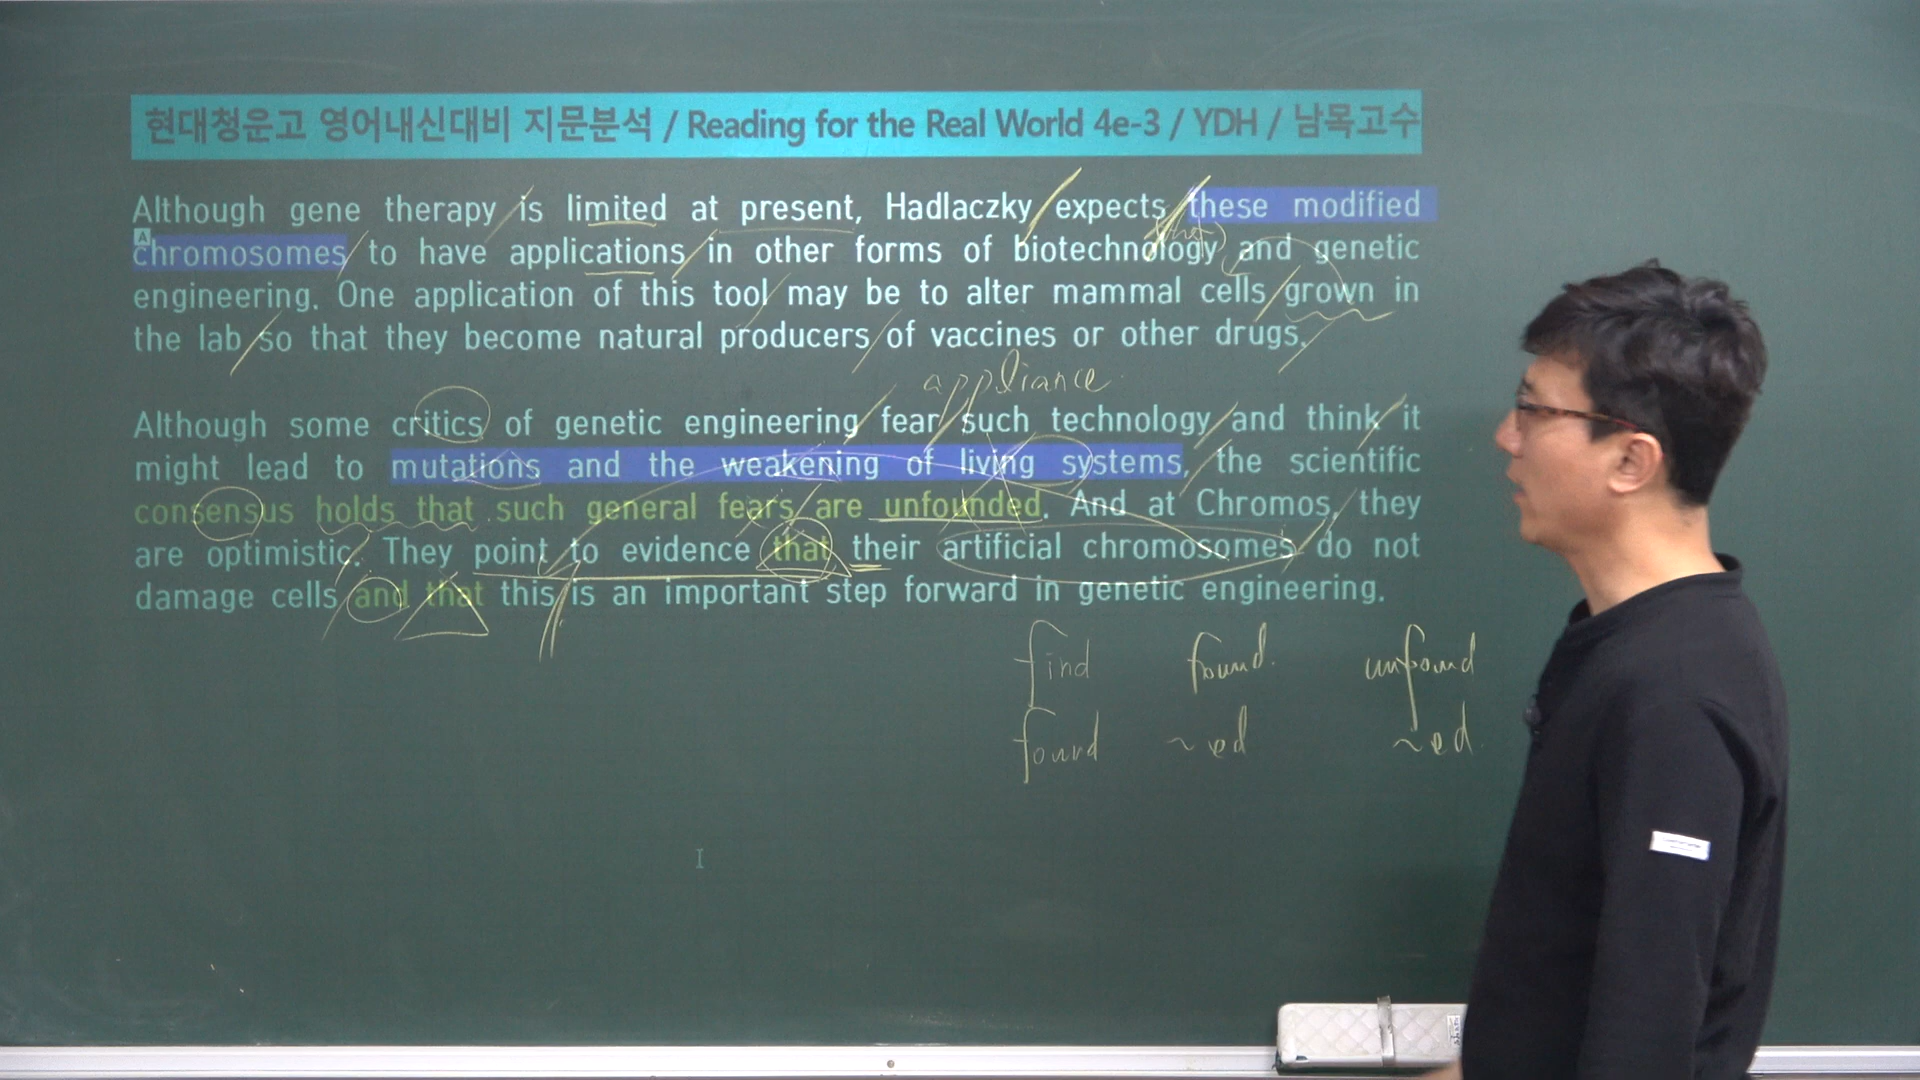 현대청운고 영어내신대비 지문분석 / Reading for the Real World 4e-3 / YDH / 남목고수
Although gene therapy is limited at present, Hadlaczky expects these modified
chromosomes to have applications in other forms of biotechnology and genetic
engineering. One application of this tool may be to alter mammal cells grown in
the lab so that they become natural producers of vaccines or other drugs.
appliance
Although some critics of genetic engineering fear such technology and think it
might lead to mutations and the weakening of living systems, the scientific
consensus holds that such general fears are unfounded. And at Chromos, they
are optimistic. They point to evidence that their artificial chromosomes do not
damage cells and that this is an important step forward in genetic engineering.
find found. unfound
found ~ed ~ed